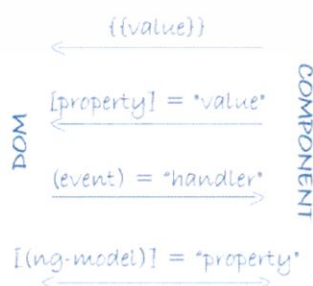 {{value}}
[property] = "value"
(event) = "handler"
[(ng-model)] = "property"
DOM
COMPONENT